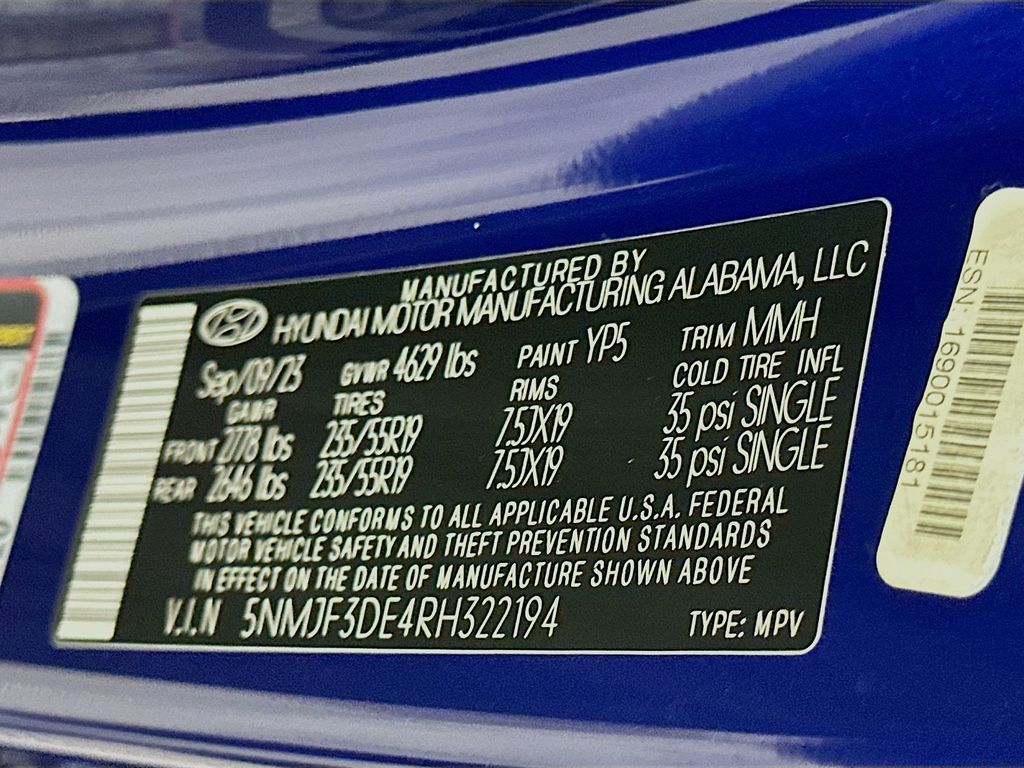 MANUFACTURED BY
HYUNDAI MOTOR MANUFACTURING ALABAMA, LLC
Sep/09/23 GVWR 4629 lbs PAINT YP5 TRIM MMH
GAWR TIRES RIMS COLD TIRE INFL
FRONT 2778 lbs 235/55R19 7.5JX19 35 psi SINGLE
REAR 2646 lbs 235/55R19 7.5JX19 35 psi SINGLE
THIS VEHICLE CONFORMS TO ALL APPLICABLE U.S.A. FEDERAL
MOTOR VEHICLE SAFETY AND THEFT PREVENTION STANDARDS
IN EFFECT ON THE DATE OF MANUFACTURE SHOWN ABOVE
V.I.N 5NMJF3DE4RH322194 TYPE: MPV
ESN: 1690015181